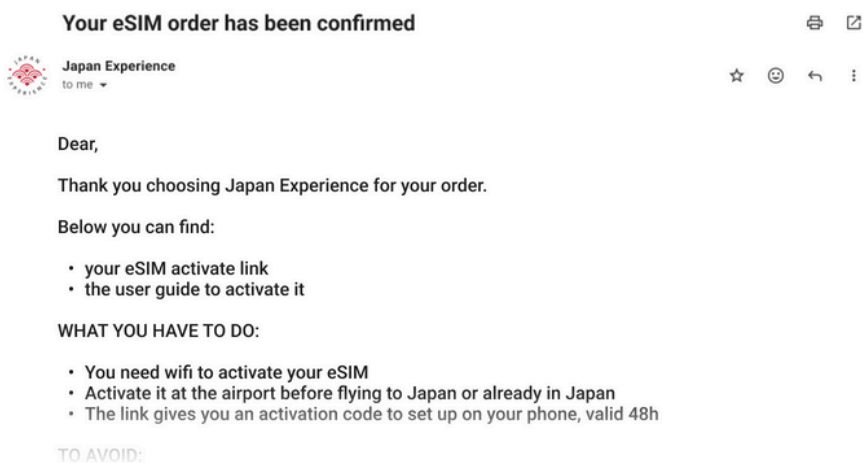 Your eSIM order has been confirmed
JAPAN
EXPERIENCE
Japan Experience
to me
Dear,
Thank you choosing Japan Experience for your order.
Below you can find:
• your eSIM activate link
• the user guide to activate it
WHAT YOU HAVE TO DO:
• You need wifi to activate your eSIM
• Activate it at the airport before flying to Japan or already in Japan
• The link gives you an activation code to set up on your phone, valid 48h
TO AVOID: